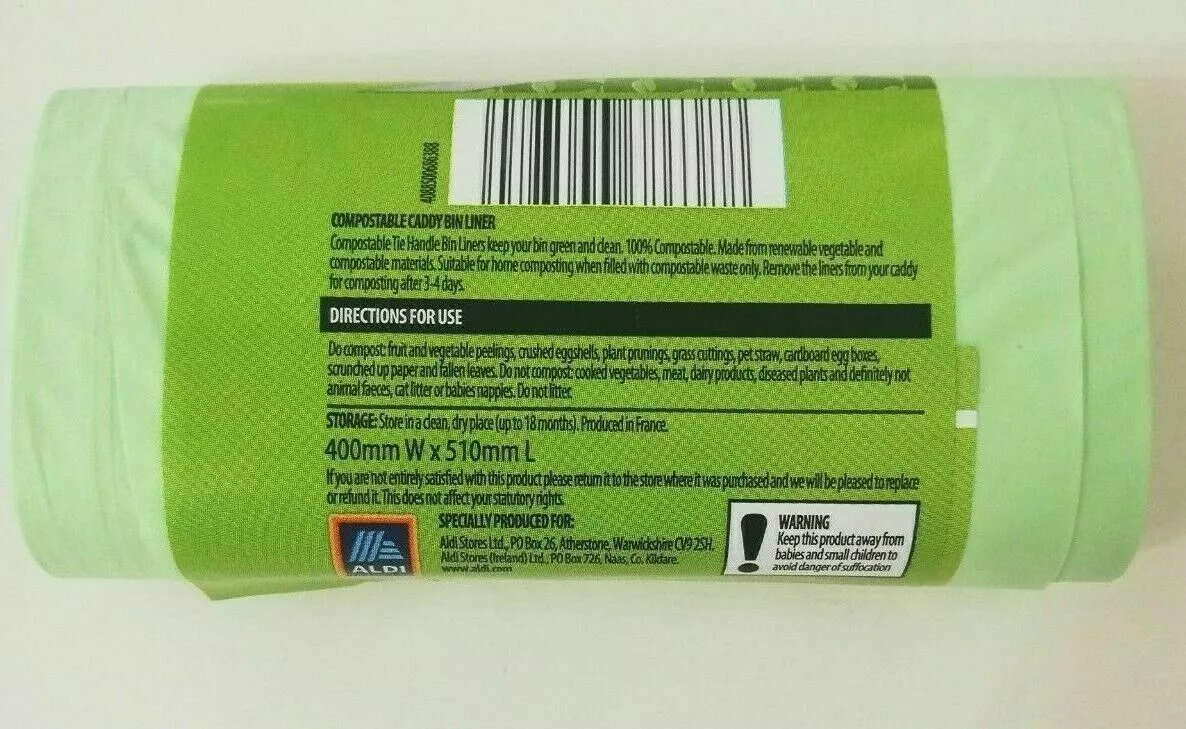 4088500686388
COMPOSTABLE CADDY BIN LINER
Compostable Tie Handle Bin Liners keep your bin green and clean. 100% Compostable. Made from renewable vegetable and
compostable materials. Suitable for home composting when filled with compostable waste only. Remove the liners from your caddy
for composting after 3-4 days.
DIRECTIONS FOR USE
Do compost: fruit and vegetable peelings, crushed eggshells, plant prunings, grass cuttings, pet straw, cardboard egg boxes,
scrunched up paper and fallen leaves. Do not compost: cooked vegetables, meat, dairy products, diseased plants and definitely not
animal faeces, cat litter or babies nappies. Do not litter.
STORAGE: Store in a clean, dry place (up to 18 months). Produced in France.
400mm W x 510mm L
If you are not entirely satisfied with this product please return it to the store where it was purchased and we will be pleased to replace
or refund it. This does not affect your statutory rights.
SPECIALLY PRODUCED FOR:
Aldi Stores Ltd., PO Box 26, Atherstone, Warwickshire CV9 2SH.
Aldi Stores (Ireland) Ltd., PO Box 726, Naas, Co. Kildare.
www.aldi.com
ALDI
WARNING
Keep this product away from
babies and small children to
avoid danger of suffocation